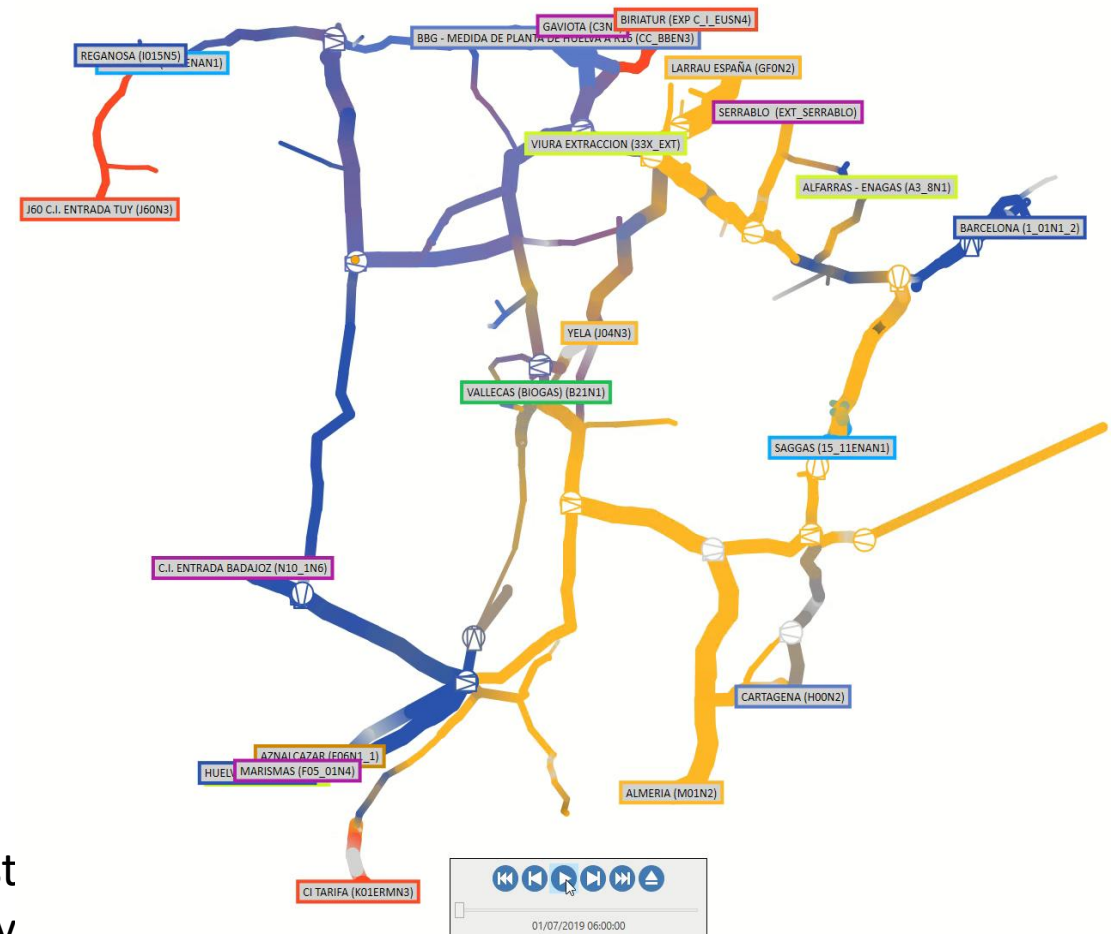 GAVIOTA (C3N
BIRIATUR (EXP C_I_EUSN4)
BBG - MEDIDA DE PLANTA DE HUELVA A K16 (CC_BBEN3)
REGANOSA (I015N5)
ENAN1)
LARRAU ESPAÑA (GF0N2)
SERRABLO (EXT_SERRABLO)
VIURA EXTRACCION (33X_EXT)
ALFARRAS - ENAGAS (A3_8N1)
J60 C.I. ENTRADA TUY (J60N3)
BARCELONA (1_01N1_2)
YELA (J04N3)
VALLECAS (BIOGAS) (B21N1)
SAGGAS (15_11ENAN1)
C.I. ENTRADA BADAJOZ (N10_1N6)
CARTAGENA (H00N2)
AZNALCAZAR (F06N1_1)
HUELV
MARISMAS (F05_01N4)
ALMERIA (M01N2)
CI TARIFA (K01ERMN3)
st
01/07/2019 06:00:00